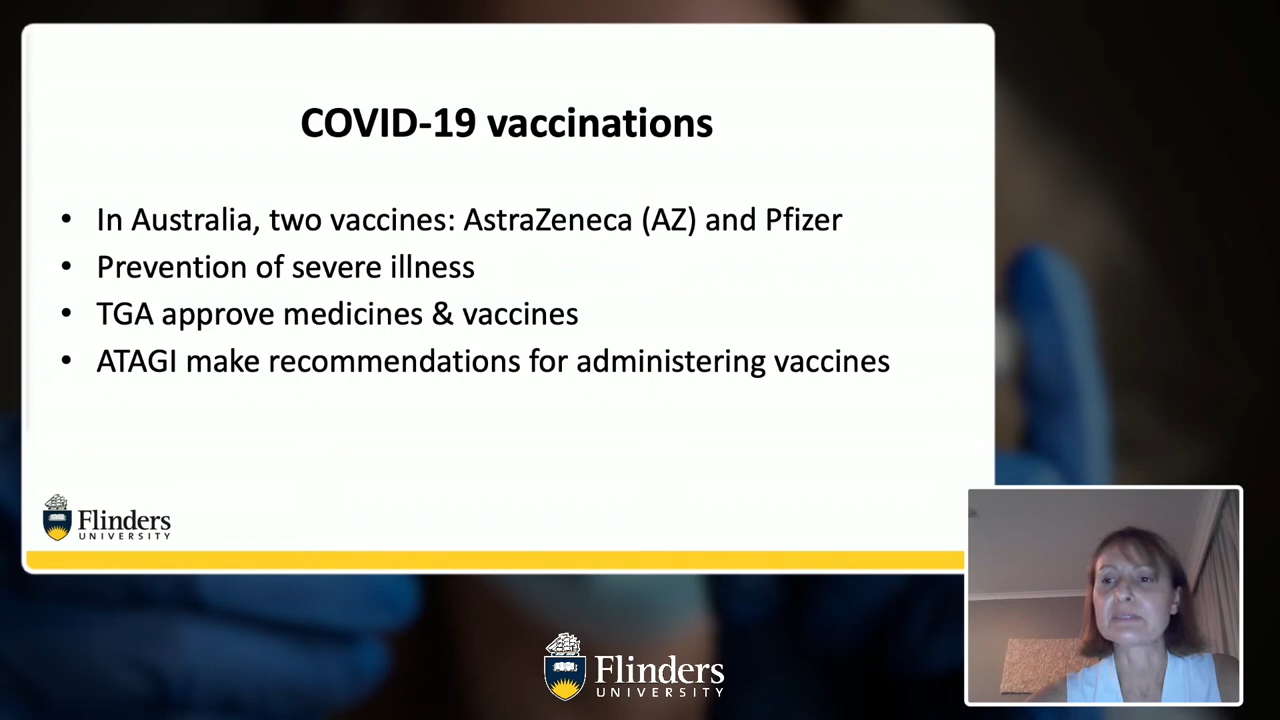 COVID-19 vaccinations
• In Australia, two vaccines: AstraZeneca (AZ) and Pfizer
• Prevention of severe illness
• TGA approve medicines & vaccines
• ATAGI make recommendations for administering vaccines
Flinders
UNIVERSITY
Flinders
UNIVERSITY